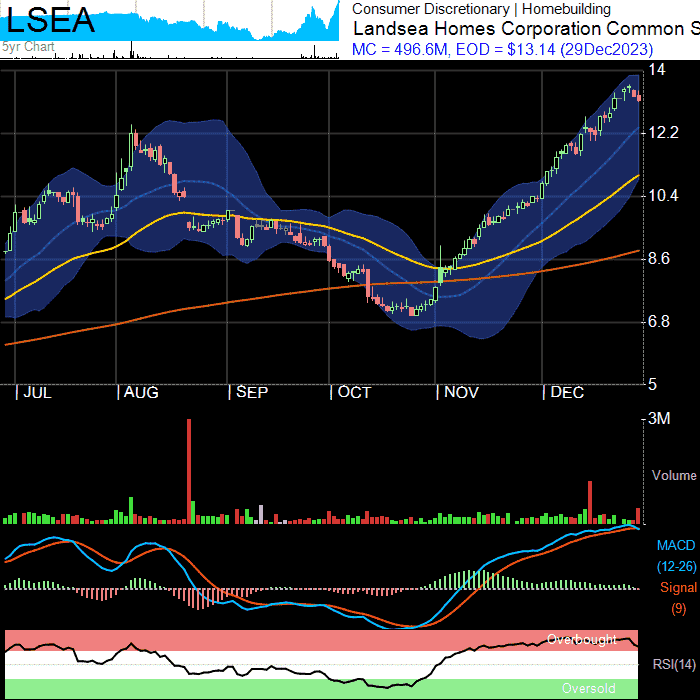 LSEA
5yr Chart
Consumer Discretionary | Homebuilding
Landsea Homes Corporation Common S
MC = 496.6M, EOD = $13.14 (29Dec2023)
14
12.2
10.4
8.6
6.8
5
| JUL | AUG | SEP | OCT | NOV | DEC
3M
Volume
MACD
(12-26)
Signal
(9)
Overbought
RSI(14)
Oversold